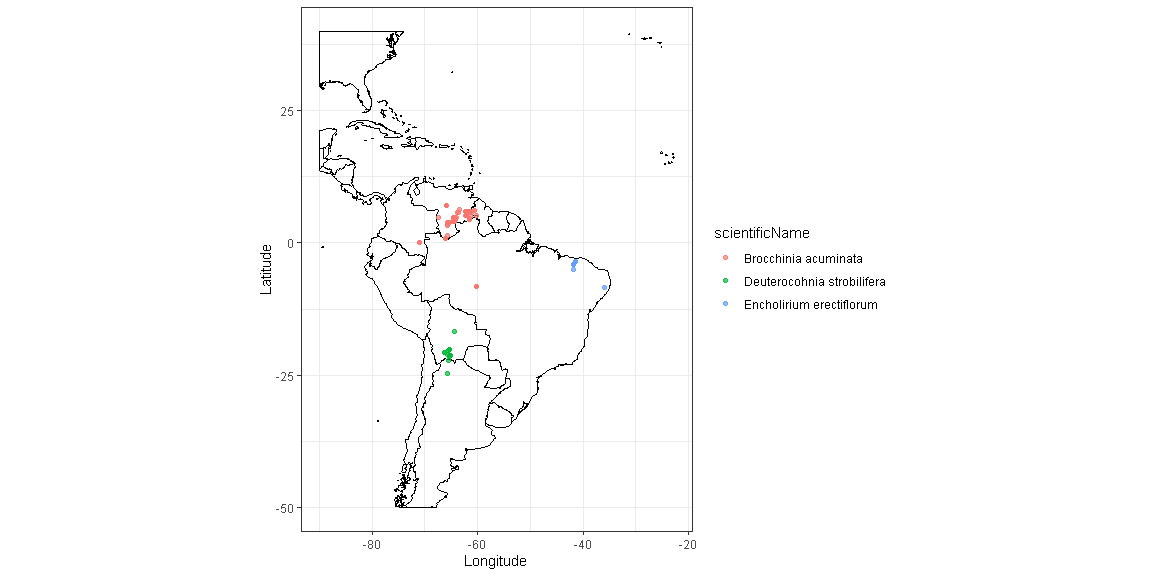 25
0
-25
-50
Latitude
-80
-60
-40
-20
Longitude
scientificName
Brocchinia acuminata
Deuterocohnia strobilifera
Encholirium erectiflorum